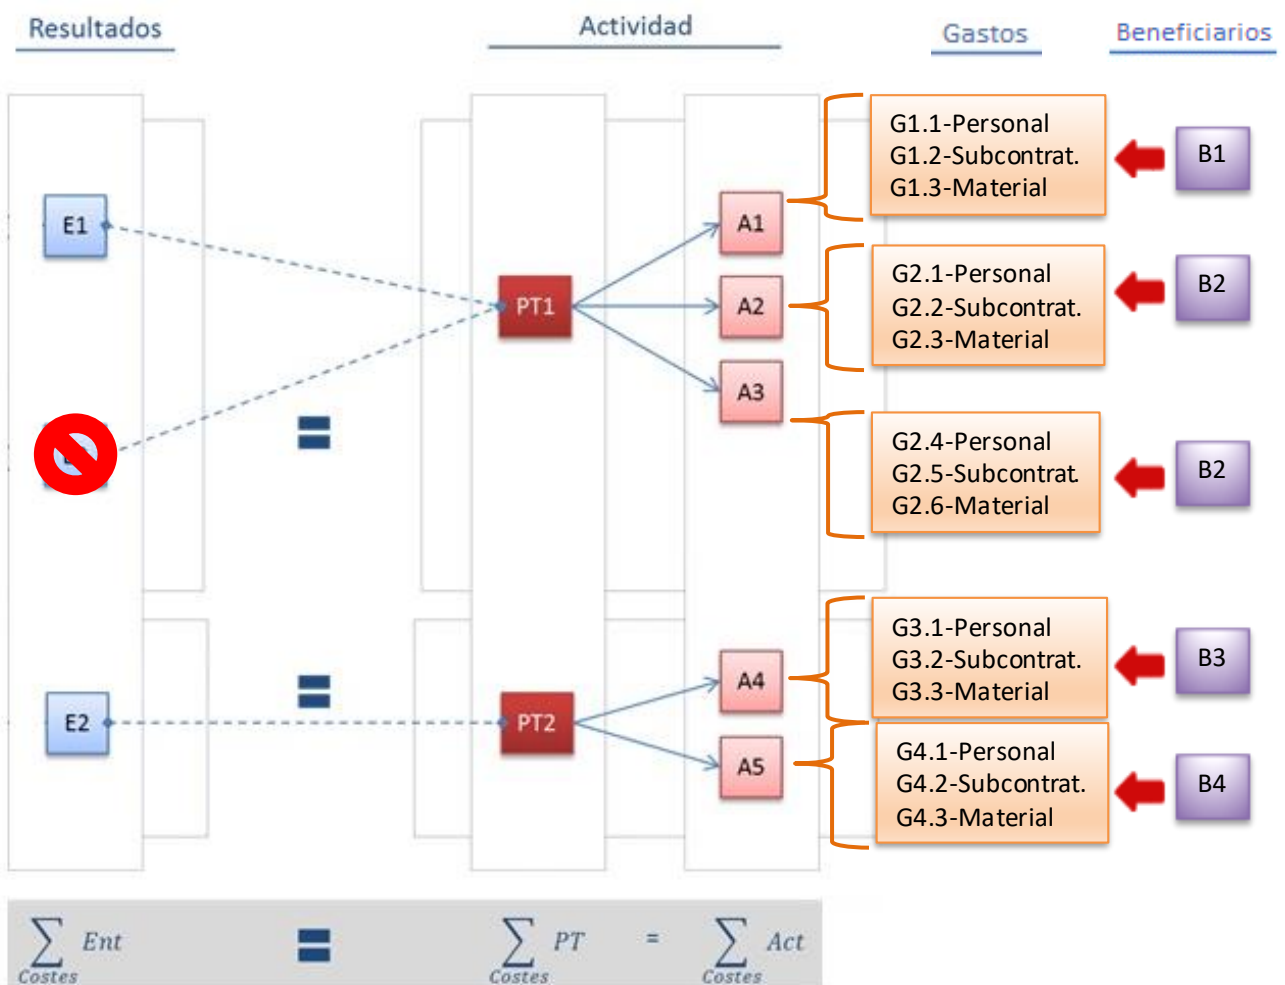 Resultados
Actividad
Gastos
Beneficiarios
G1.1-Personal
G1.2-Subcontrat.
G1.3-Material
B1
E1
A1
G2.1-Personal
G2.2-Subcontrat.
G2.3-Material
B2
PT1
A2
A3
G2.4-Personal
G2.5-Subcontrat.
G2.6-Material
B2
=
G3.1-Personal
G3.2-Subcontrat.
G3.3-Material
B3
=
A4
E2
PT2
G4.1-Personal
G4.2-Subcontrat.
G4.3-Material
B4
A5
∑ Ent = ∑ PT = ∑ Act
Costes Costes Costes